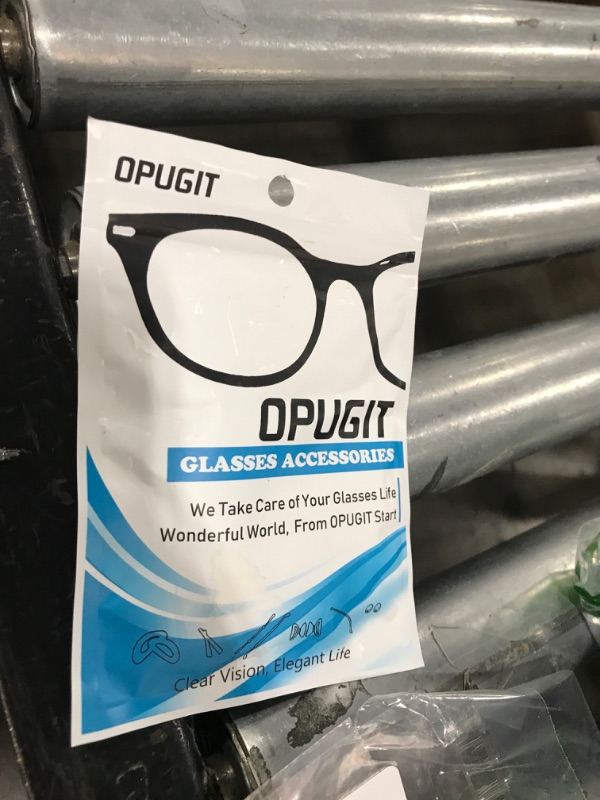 OPUGIT
OPUGIT
GLASSES ACCESSORIES
We Take Care of Your Glasses Life
Wonderful World, From OPUGIT Start
Clear Vision, Elegant Life